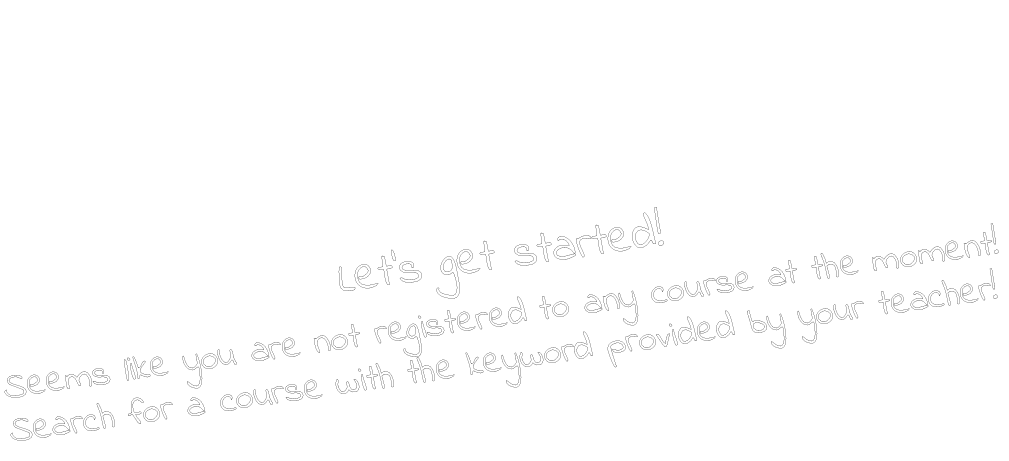 Let's get started!
Seems like you are not registered to any course at the moment!
Search for a course with the keyword provided by your teacher!